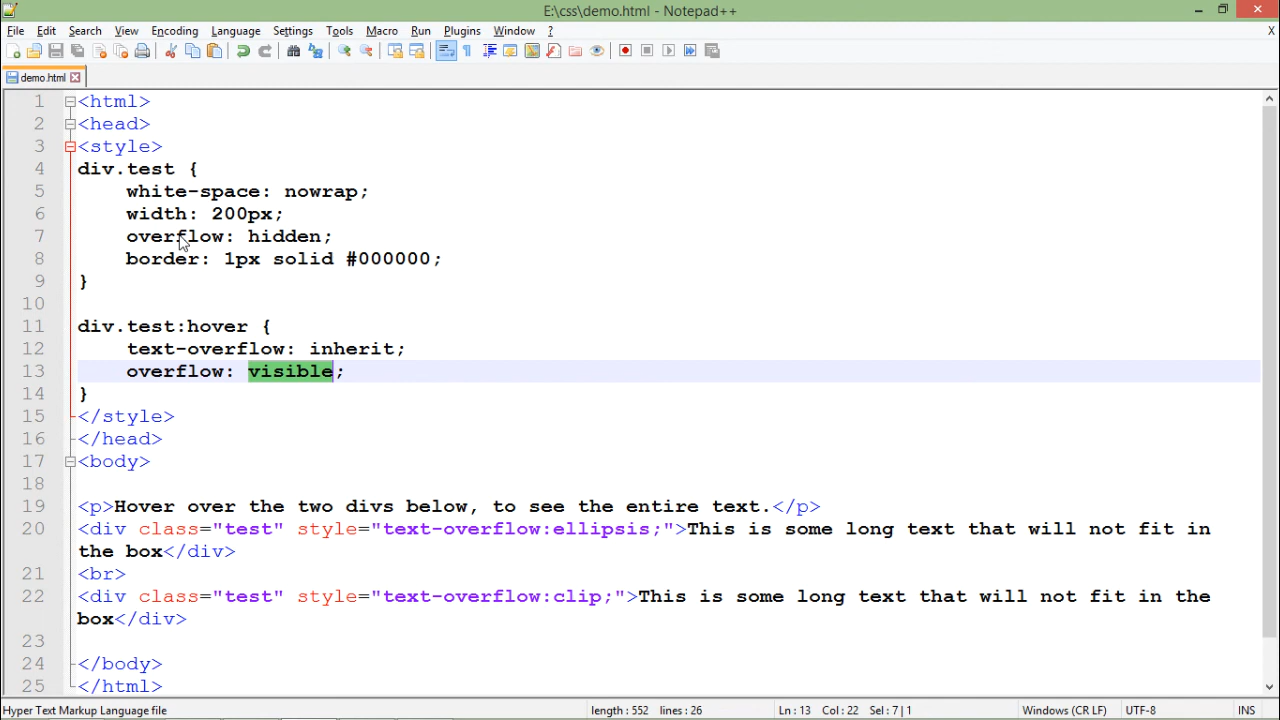 E:\css\demo.html - Notepad++
File Edit Search View Encoding Language Settings Tools Macro Run Plugins Window ? X
demo.html
1 <html>
2 <head>
3 <style>
4 div.test {
5 white-space: nowrap;
6 width: 200px;
7 overflow: hidden;
8 border: 1px solid #000000;
9 }
10
11 div.test:hover {
12 text-overflow: inherit;
13 overflow: visible;
14 }
15 </style>
16 </head>
17 <body>
18
19 <p>Hover over the two divs below, to see the entire text.</p>
20 <div class="test" style="text-overflow:ellipsis;">This is some long text that will not fit in
the box</div>
21 <br>
22 <div class="test" style="text-overflow:clip;">This is some long text that will not fit in the
box</div>
23
24 </body>
25 </html>
Hyper Text Markup Language file length : 552 lines : 26 Ln : 13 Col : 22 Sel : 7 | 1 Windows (CR LF) UTF-8 INS